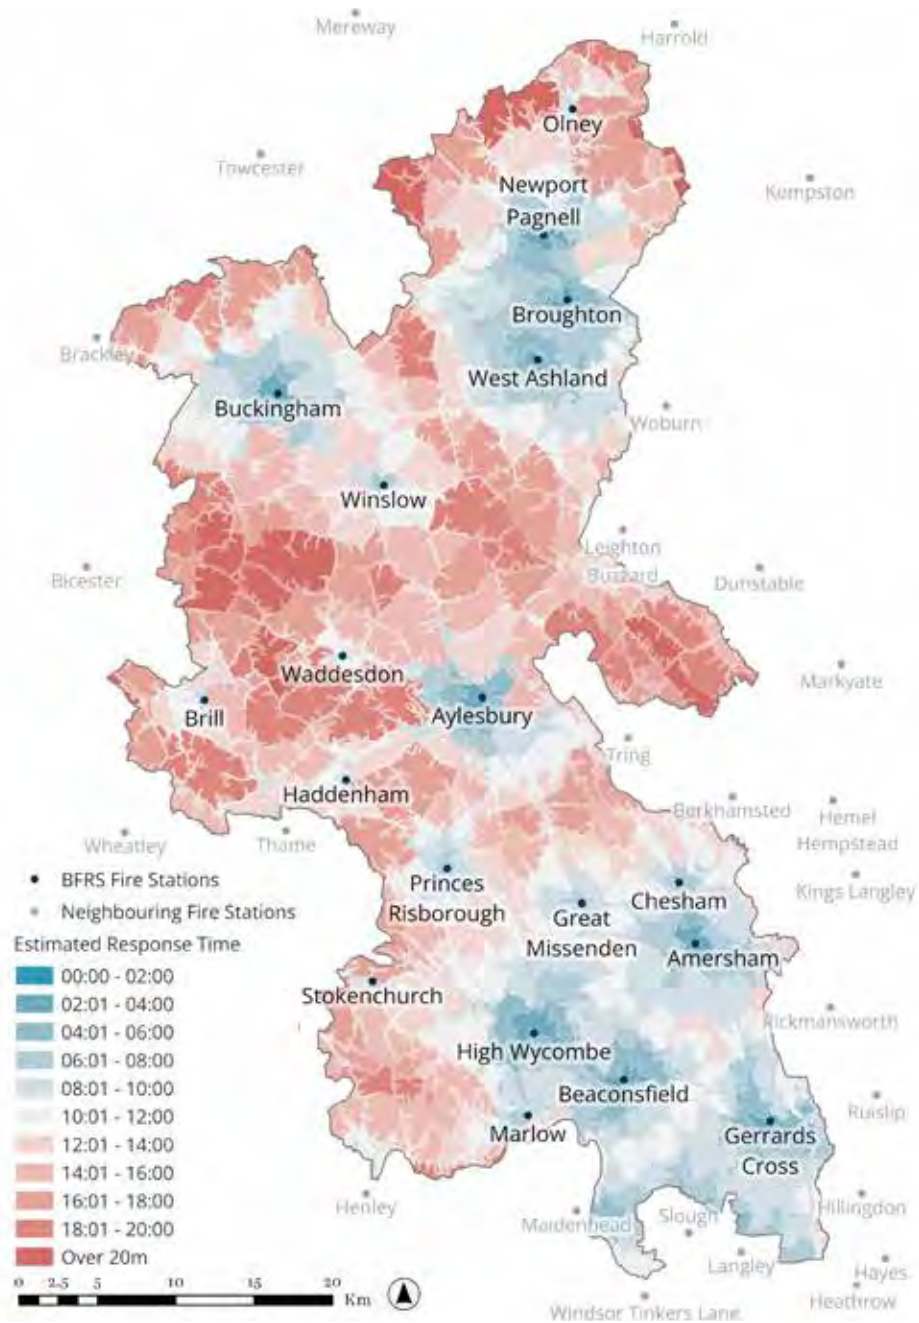 Mereway
Harrold
Olney
Towcester
Kempston
Newport
Pagnell
Broughton
Brackley
West Ashland
Buckingham
Woburn
Winslow
Leighton
Buzzard
Bicester
Dunstable
Waddesdon
Markyate
Brill
Aylesbury
Tring
Haddenham
Berkhamsted
Hemel
Hempstead
Wheatley
Thame
BFRS Fire Stations
Neighbouring Fire Stations
Princes
Risborough
Chesham
Kings Langley
Great
Missenden
Amersham
Stokenchurch
Rickmansworth
High Wycombe
Beaconsfield
Ruislip
Marlow
Gerrards
Cross
Henley
Maidenhead
Slough
Hillingdon
Langley
Hayes
Heathrow
Windsor Tinkers Lane
Estimated Response Time
00:00 - 02:00
02:01 - 04:00
04:01 - 06:00
06:01 - 08:00
08:01 - 10:00
10:01 - 12:00
12:01 - 14:00
14:01 - 16:00
16:01 - 18:00
18:01 - 20:00
Over 20m
0 2.5 5 10 15 20
Km